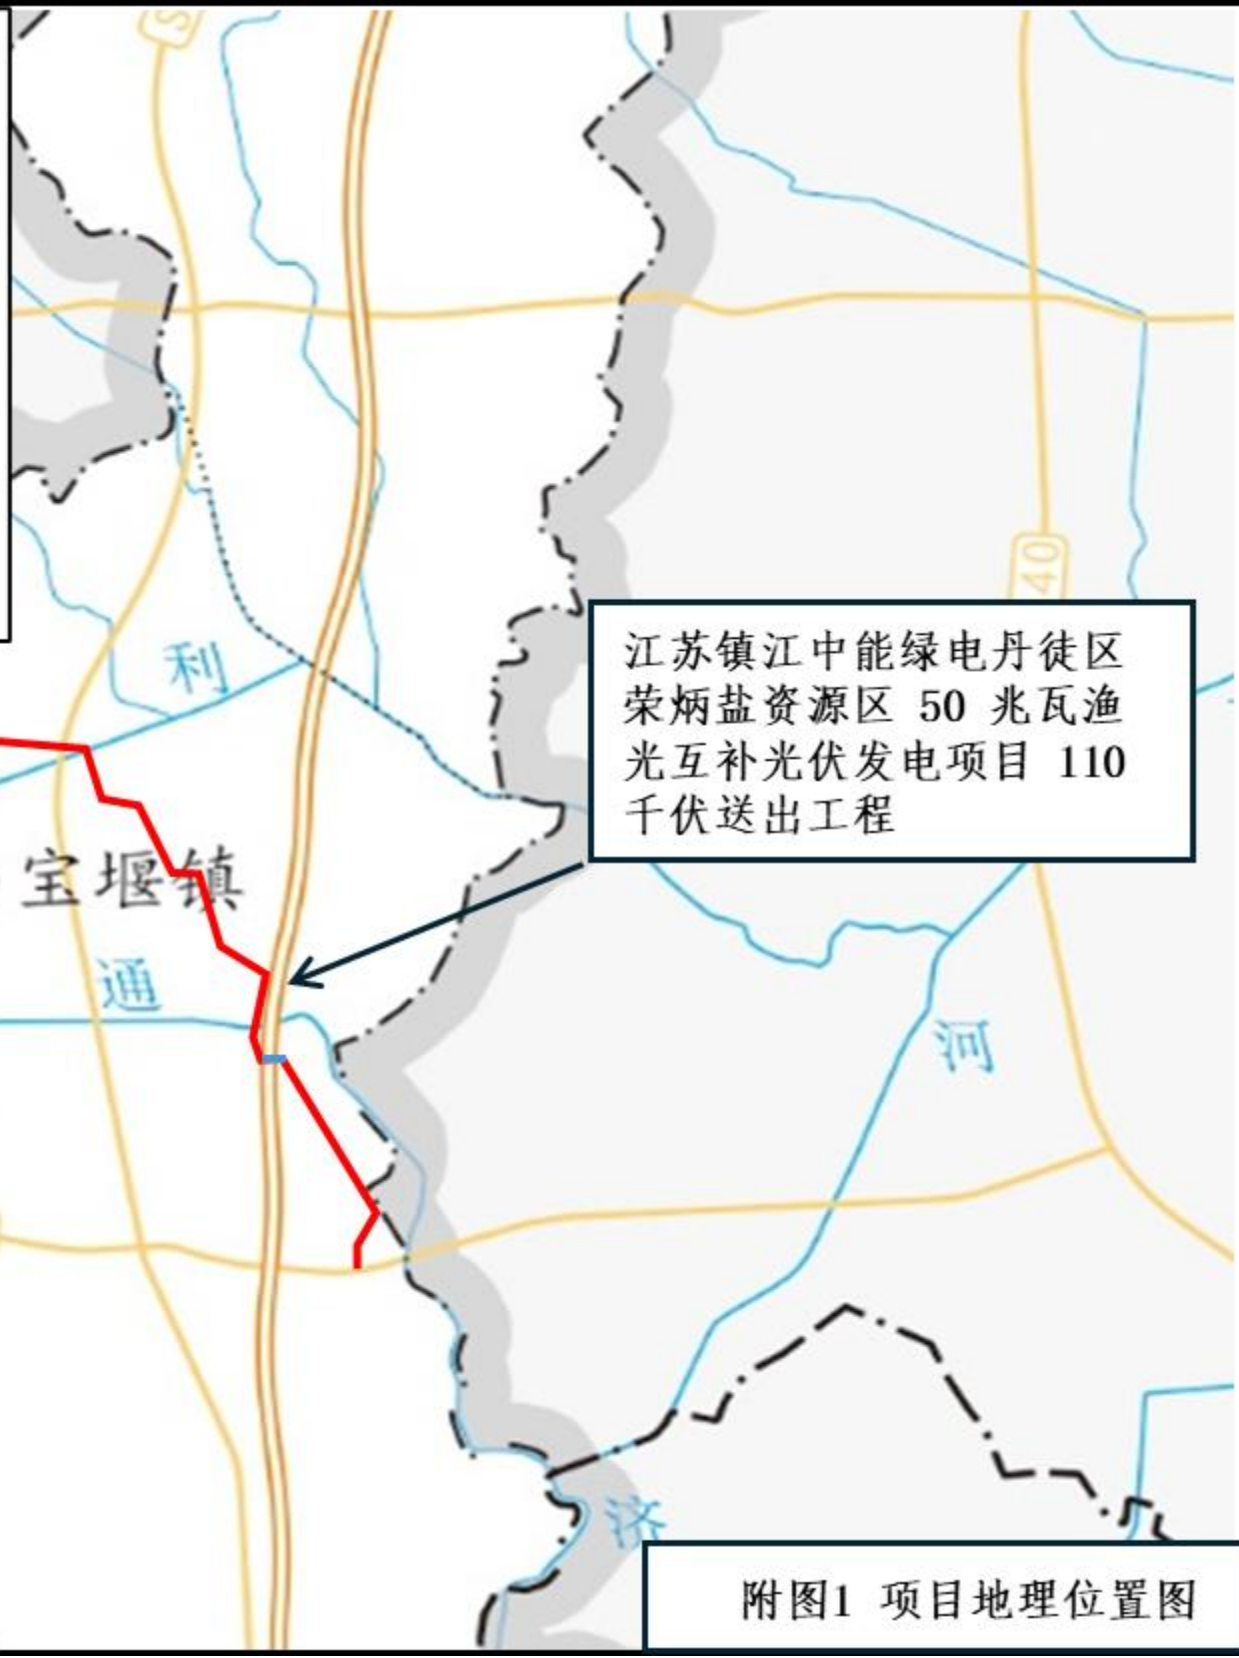 S
40
利
江苏镇江中能绿电丹徒区
荣炳盐资源区 50 兆瓦渔
光互补光伏发电项目 110
千伏送出工程
宝堰镇
通
河
济
附图1 项目地理位置图